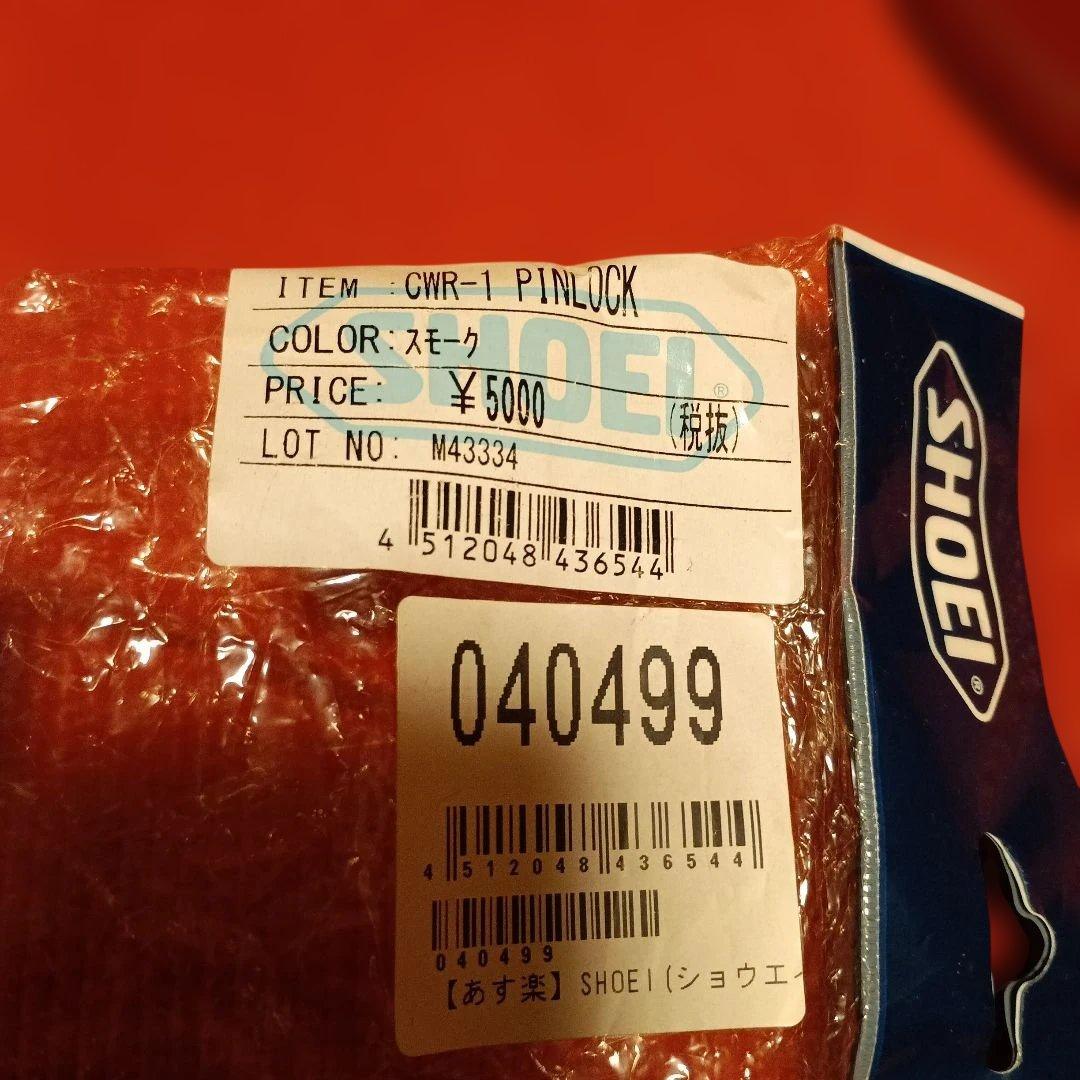 ITEM :CWR-1 PINLOCK
COLOR:スモーク
PRICE: ¥5000 (税抜)
LOT NO: M43334
SHOEI®
4 512048 436544
040499
4 512048 436544
040499
【あす楽】SHOEI(ショウエイ
SHOEI®